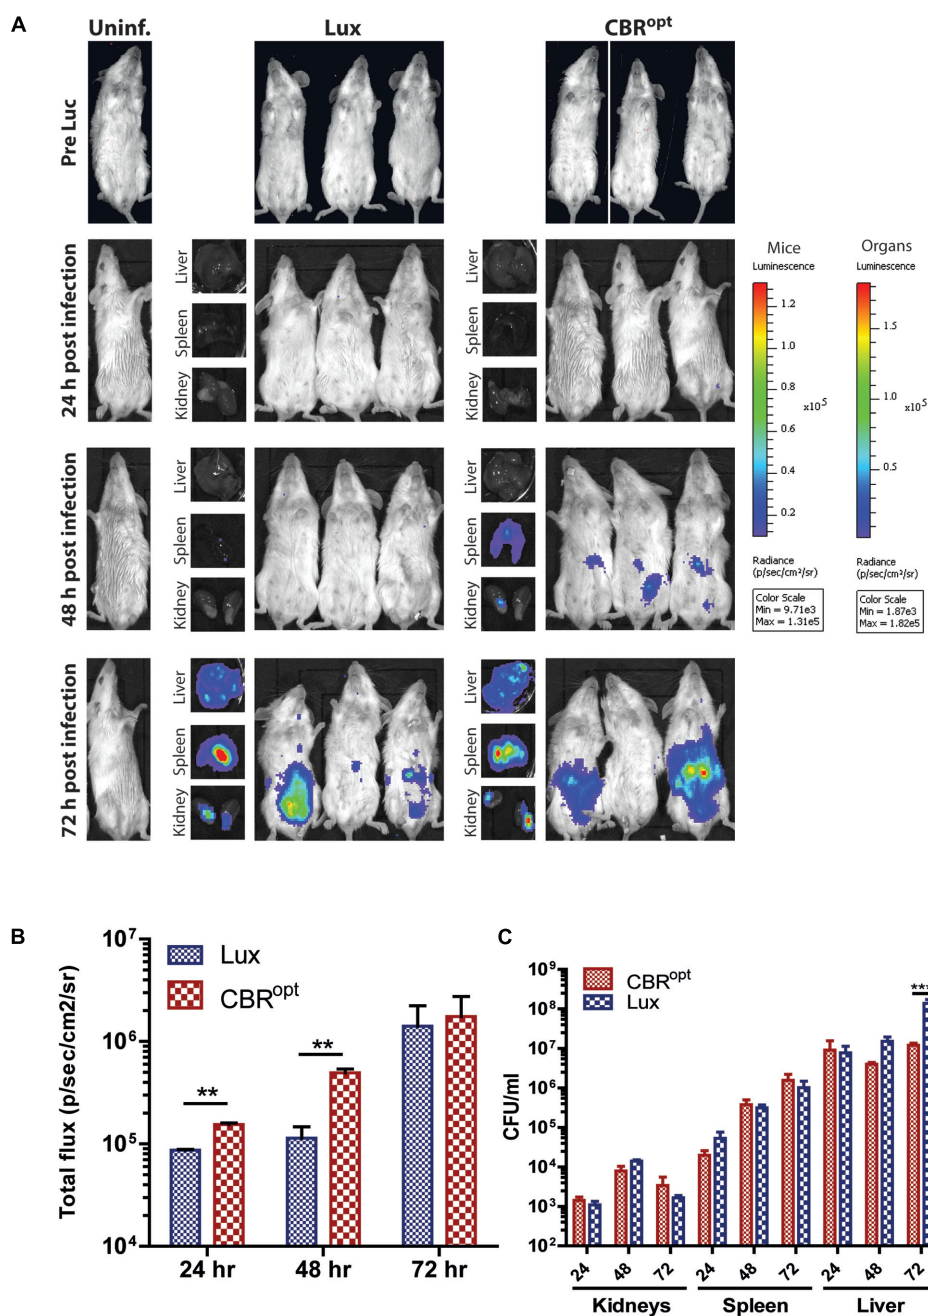 A
Uninf.
Lux
CBRopt
Pre Luc
24 h post infection
Liver
Spleen
Kidney
Liver
Spleen
Kidney
Mice
Luminescence
1.2
1.0
0.8
0.6
0.4
0.2
x10^5
Radiance
(p/sec/cm²/sr)
Color Scale
Min = 9.71e3
Max = 1.31e5
Organs
Luminescence
1.5
1.0
0.5
x10^5
Radiance
(p/sec/cm²/sr)
Color Scale
Min = 1.87e3
Max = 1.82e5
48 h post infection
Liver
Spleen
Kidney
Liver
Spleen
Kidney
72 h post infection
Liver
Spleen
Kidney
Liver
Spleen
Kidney
B
Total flux (p/sec/cm2/sr)
10^7
10^6
10^5
10^4
Lux
CBRopt
**
**
24 hr
48 hr
72 hr
C
CFU/ml
10^9
10^8
10^7
10^6
10^5
10^4
10^3
10^2
CBRopt
Lux
***
24
48
72
24
48
72
24
48
72
Kidneys
Spleen
Liver